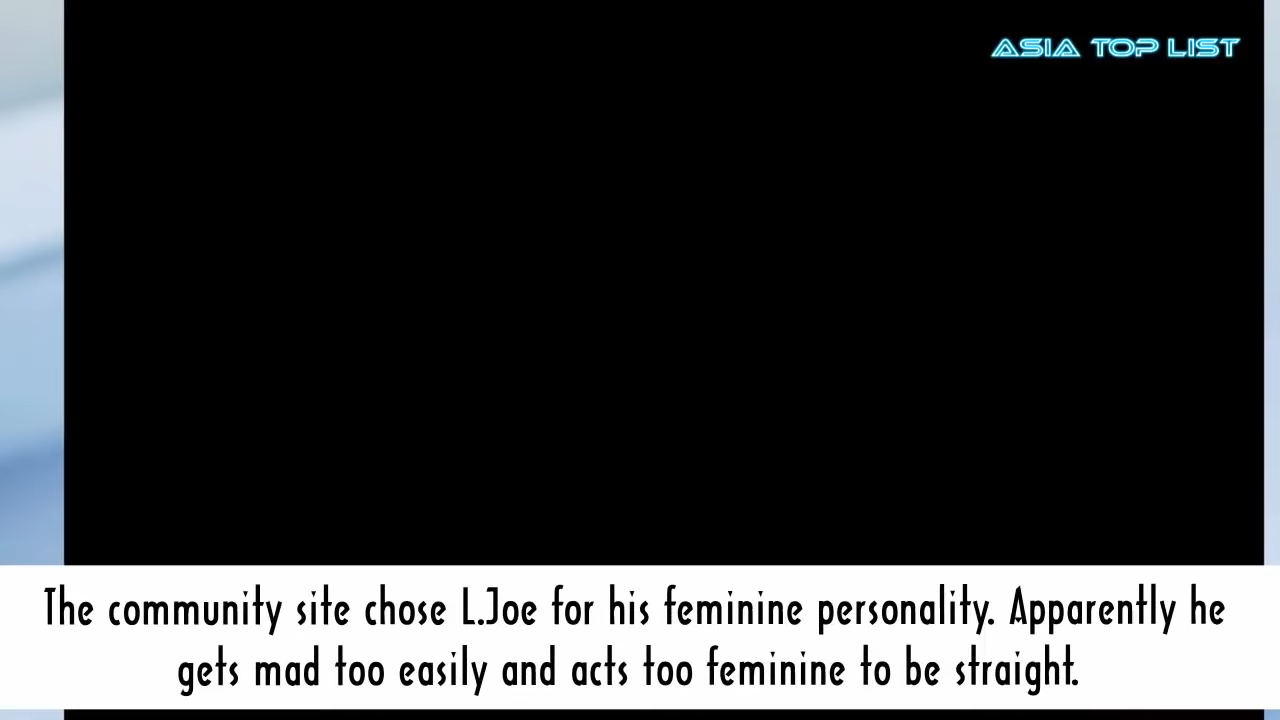 ASIA TOP LIST
The community site chose L.Joe for his feminine personality. Apparently he
gets mad too easily and acts too feminine to be straight.